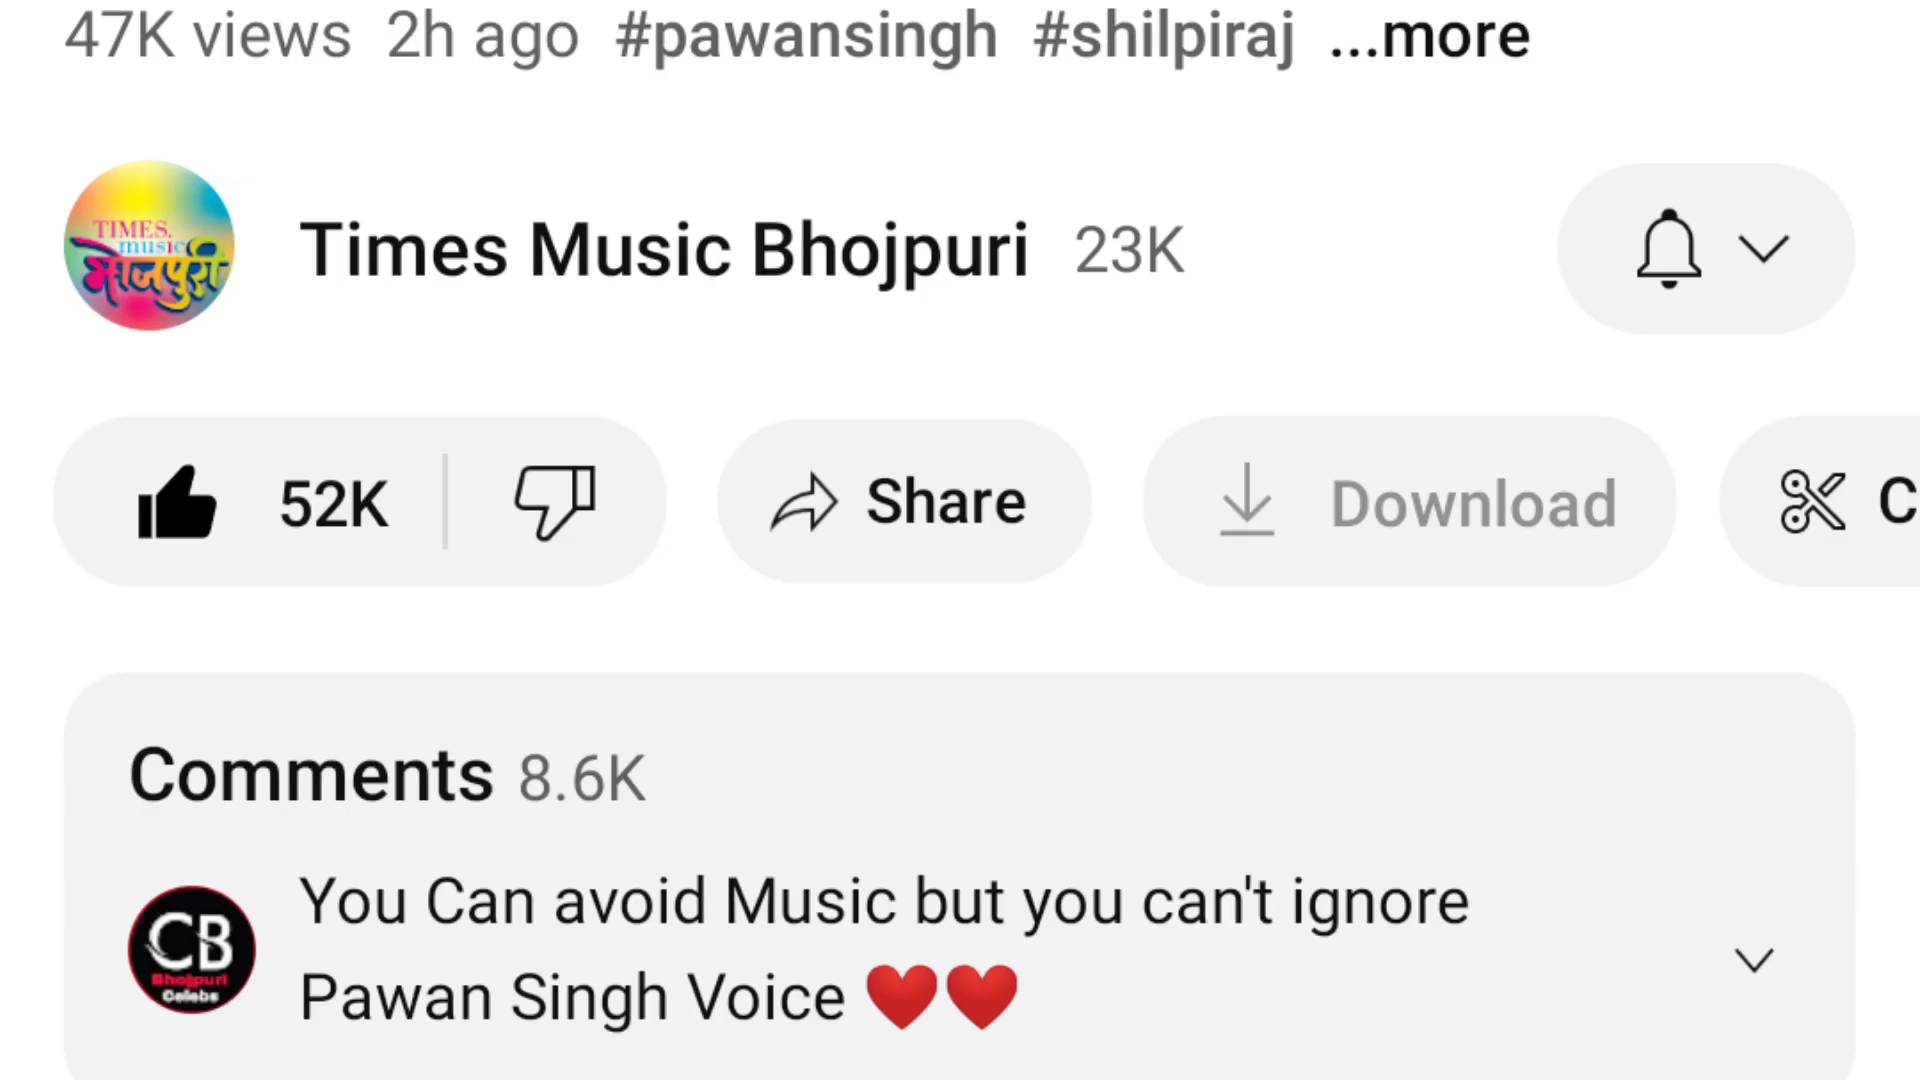 47K views 2h ago #pawansingh #shilpiraj ...more
TIMES.
music
भोजपुरी
Times Music Bhojpuri 23K
52K Share Download C
Comments 8.6K
You Can avoid Music but you can't ignore
Pawan Singh Voice ❤️❤️
CB
Bhojpuri
Celebs